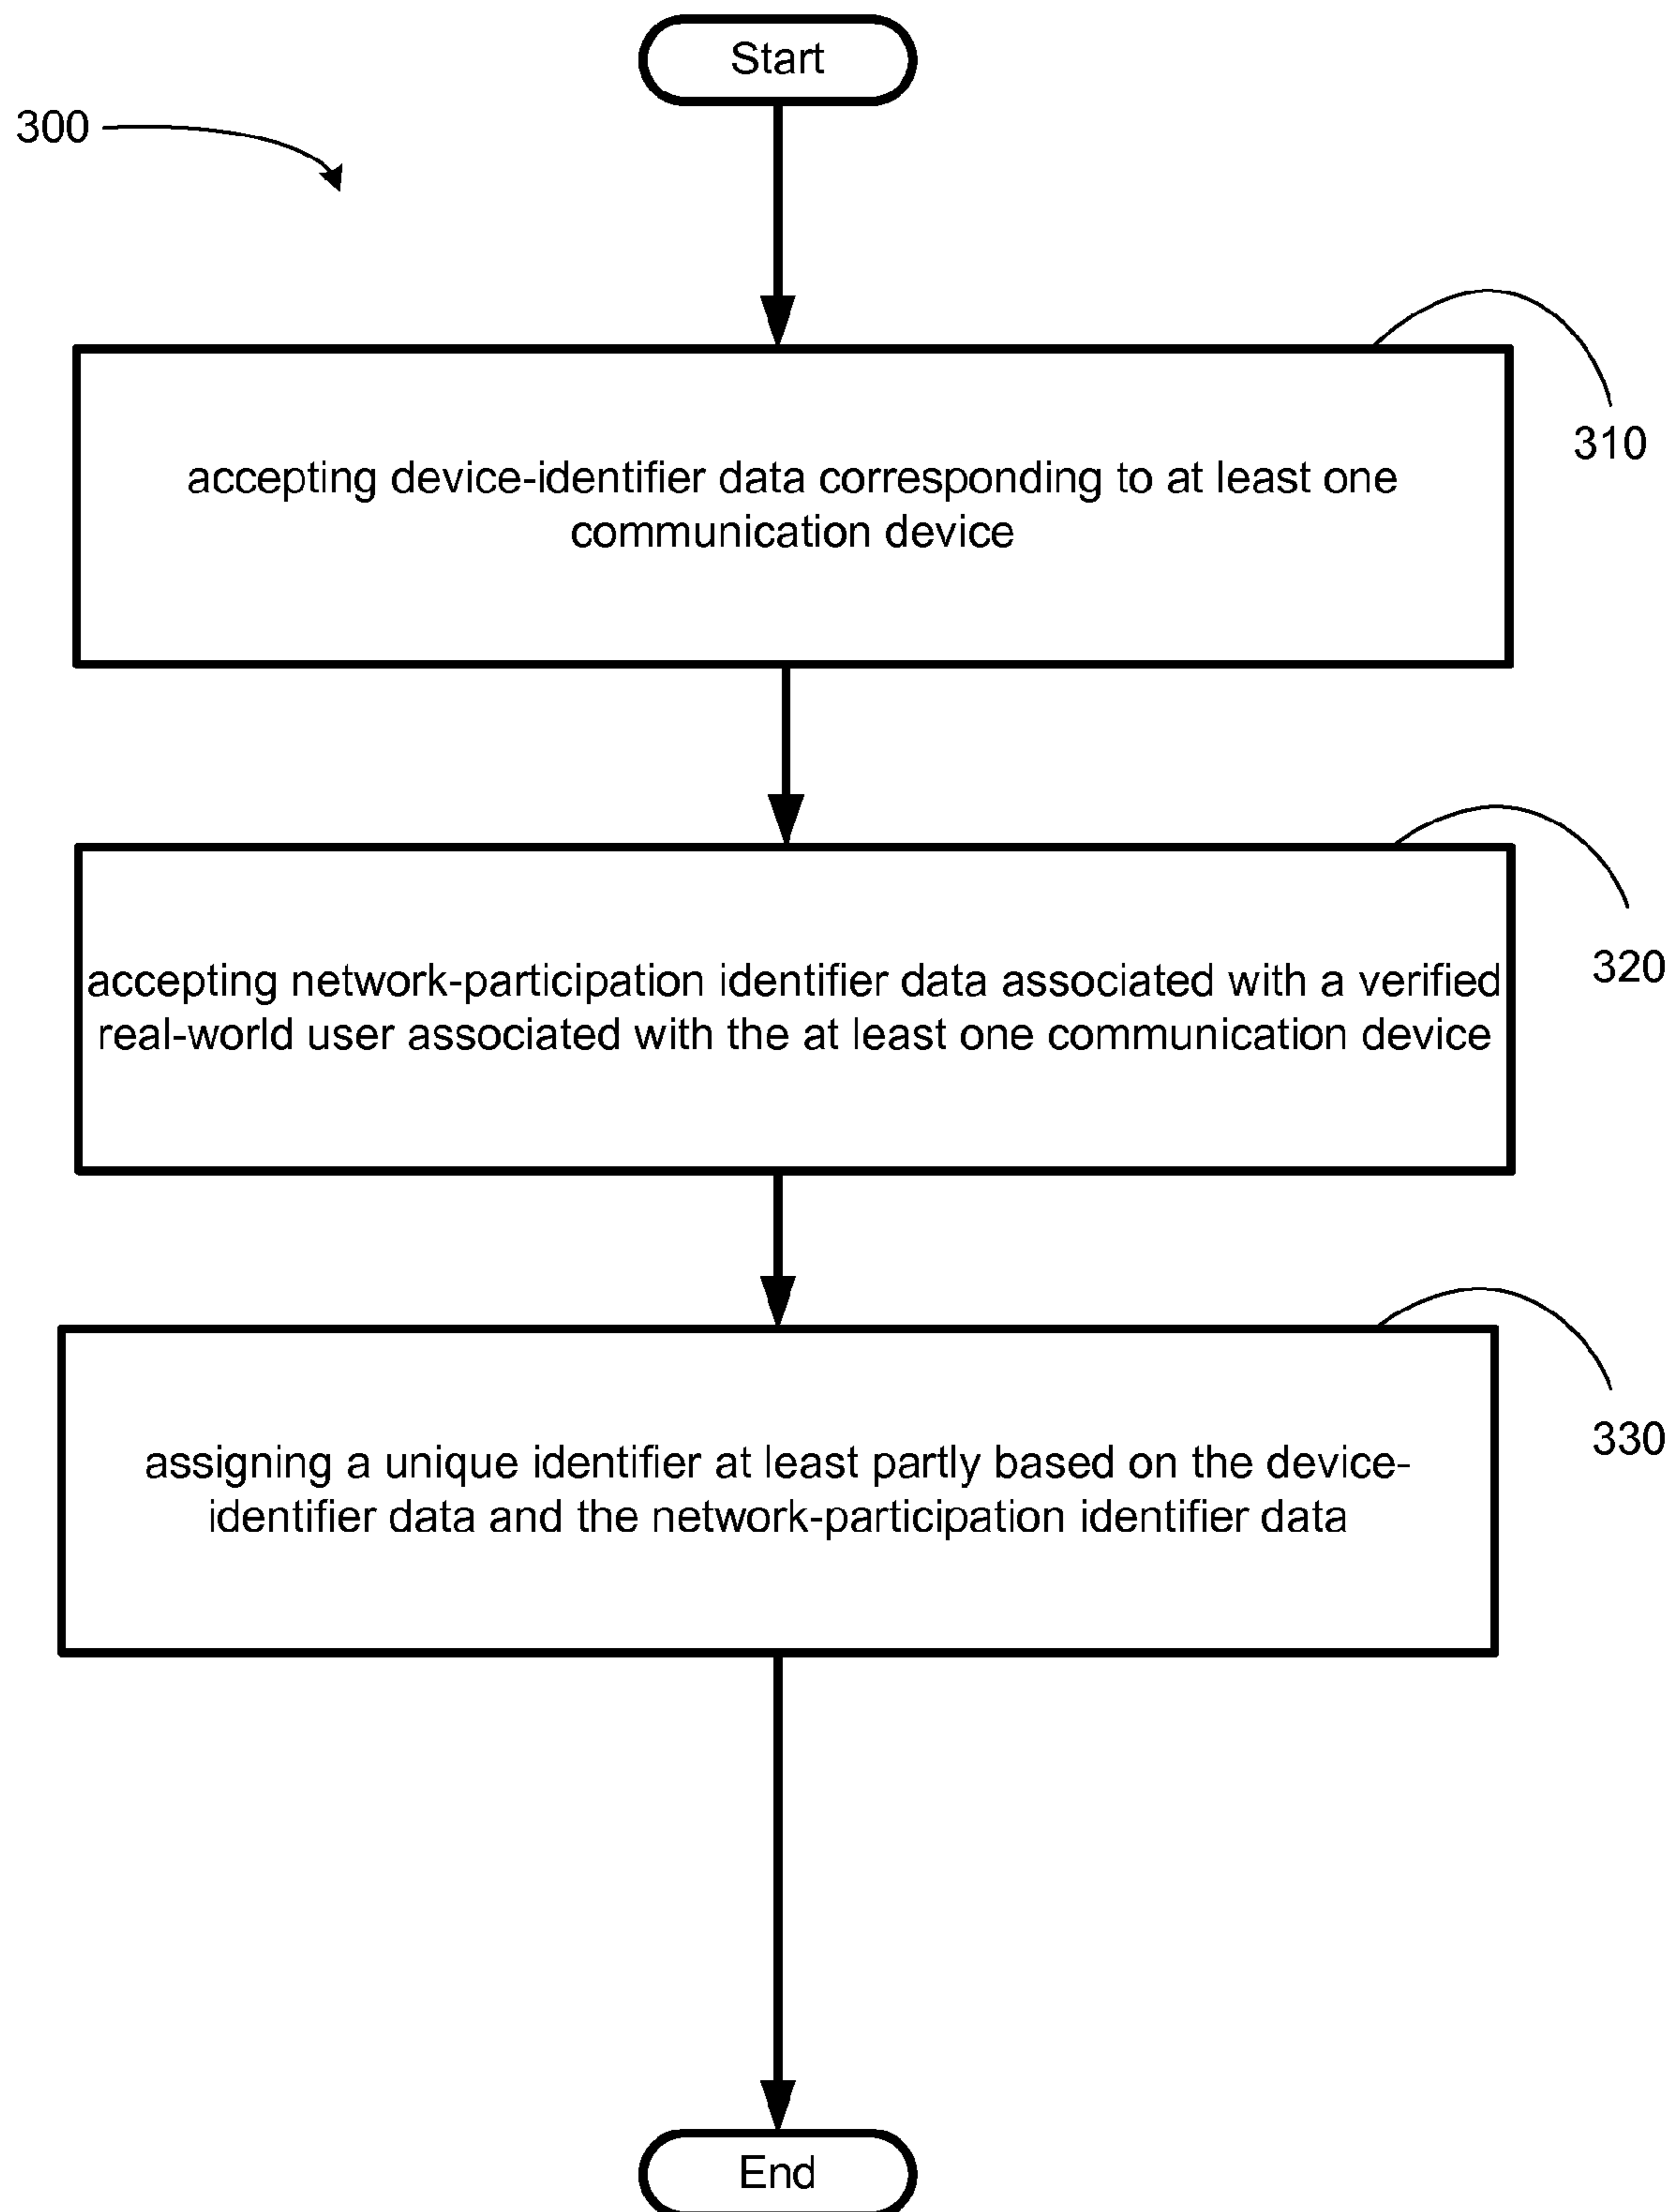 Start
300
310
accepting device-identifier data corresponding to at least one
communication device
320
accepting network-participation identifier data associated with a verified
real-world user associated with the at least one communication device
330
assigning a unique identifier at least partly based on the device-
identifier data and the network-participation identifier data
End